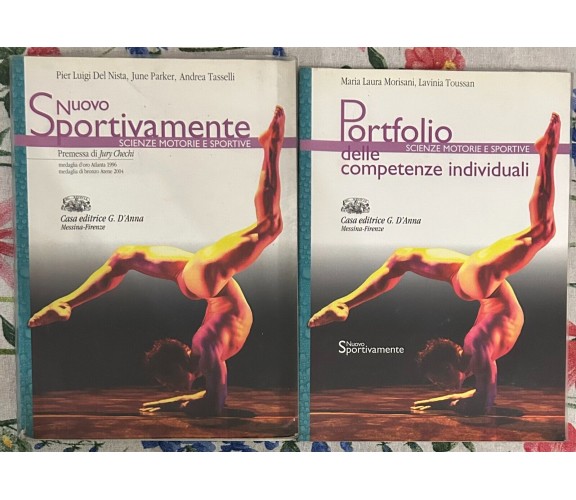 Pier Luigi Del Nista, June Parker, Andrea Tasselli
Nuovo
Sportivamente
SCIENZE MOTORIE E SPORTIVE
Premessa di Jury Chechi
medaglia d'oro Atlanta 1996
medaglia di bronzo Atene 2004
Casa editrice G. D'Anna
Messina-Firenze
Maria Laura Morisani, Lavinia Toussan
Portfolio
SCIENZE MOTORIE E SPORTIVE
delle
competenze individuali
Casa editrice G. D'Anna
Messina-Firenze
Nuovo
Sportivamente